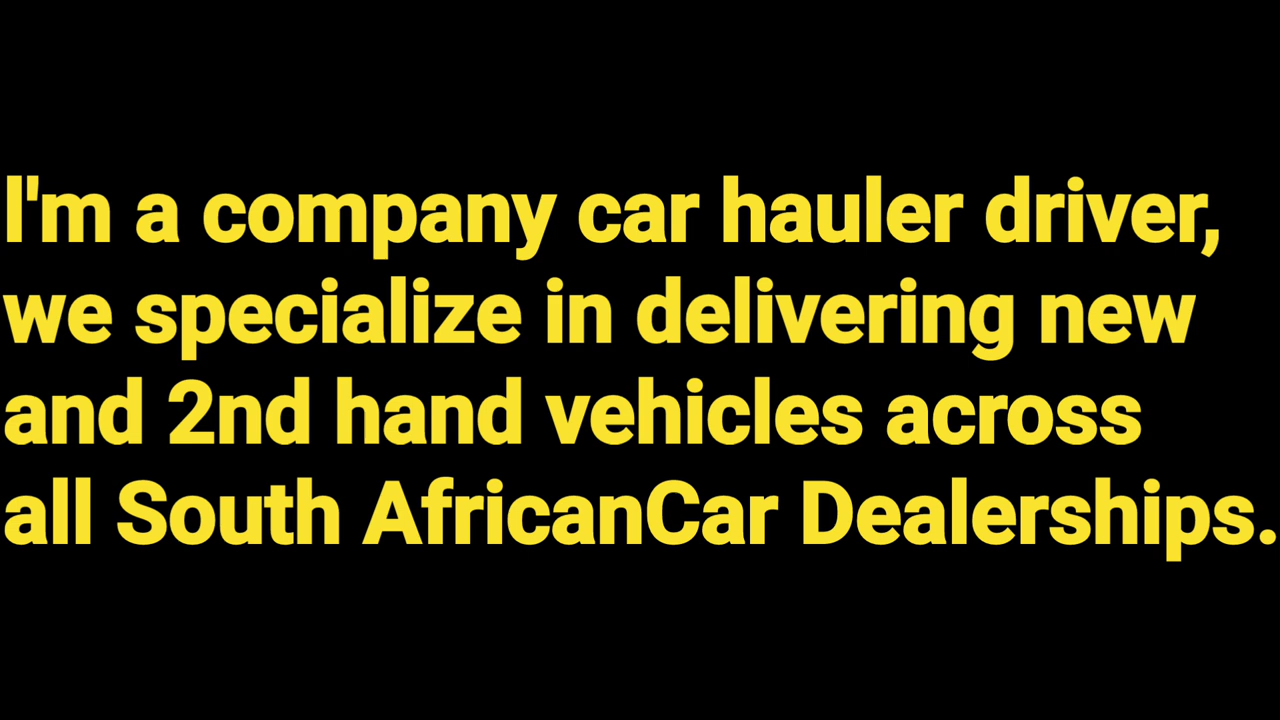 I'm a company car hauler driver,
we specialize in delivering new
and 2nd hand vehicles across
all South AfricanCar Dealerships.